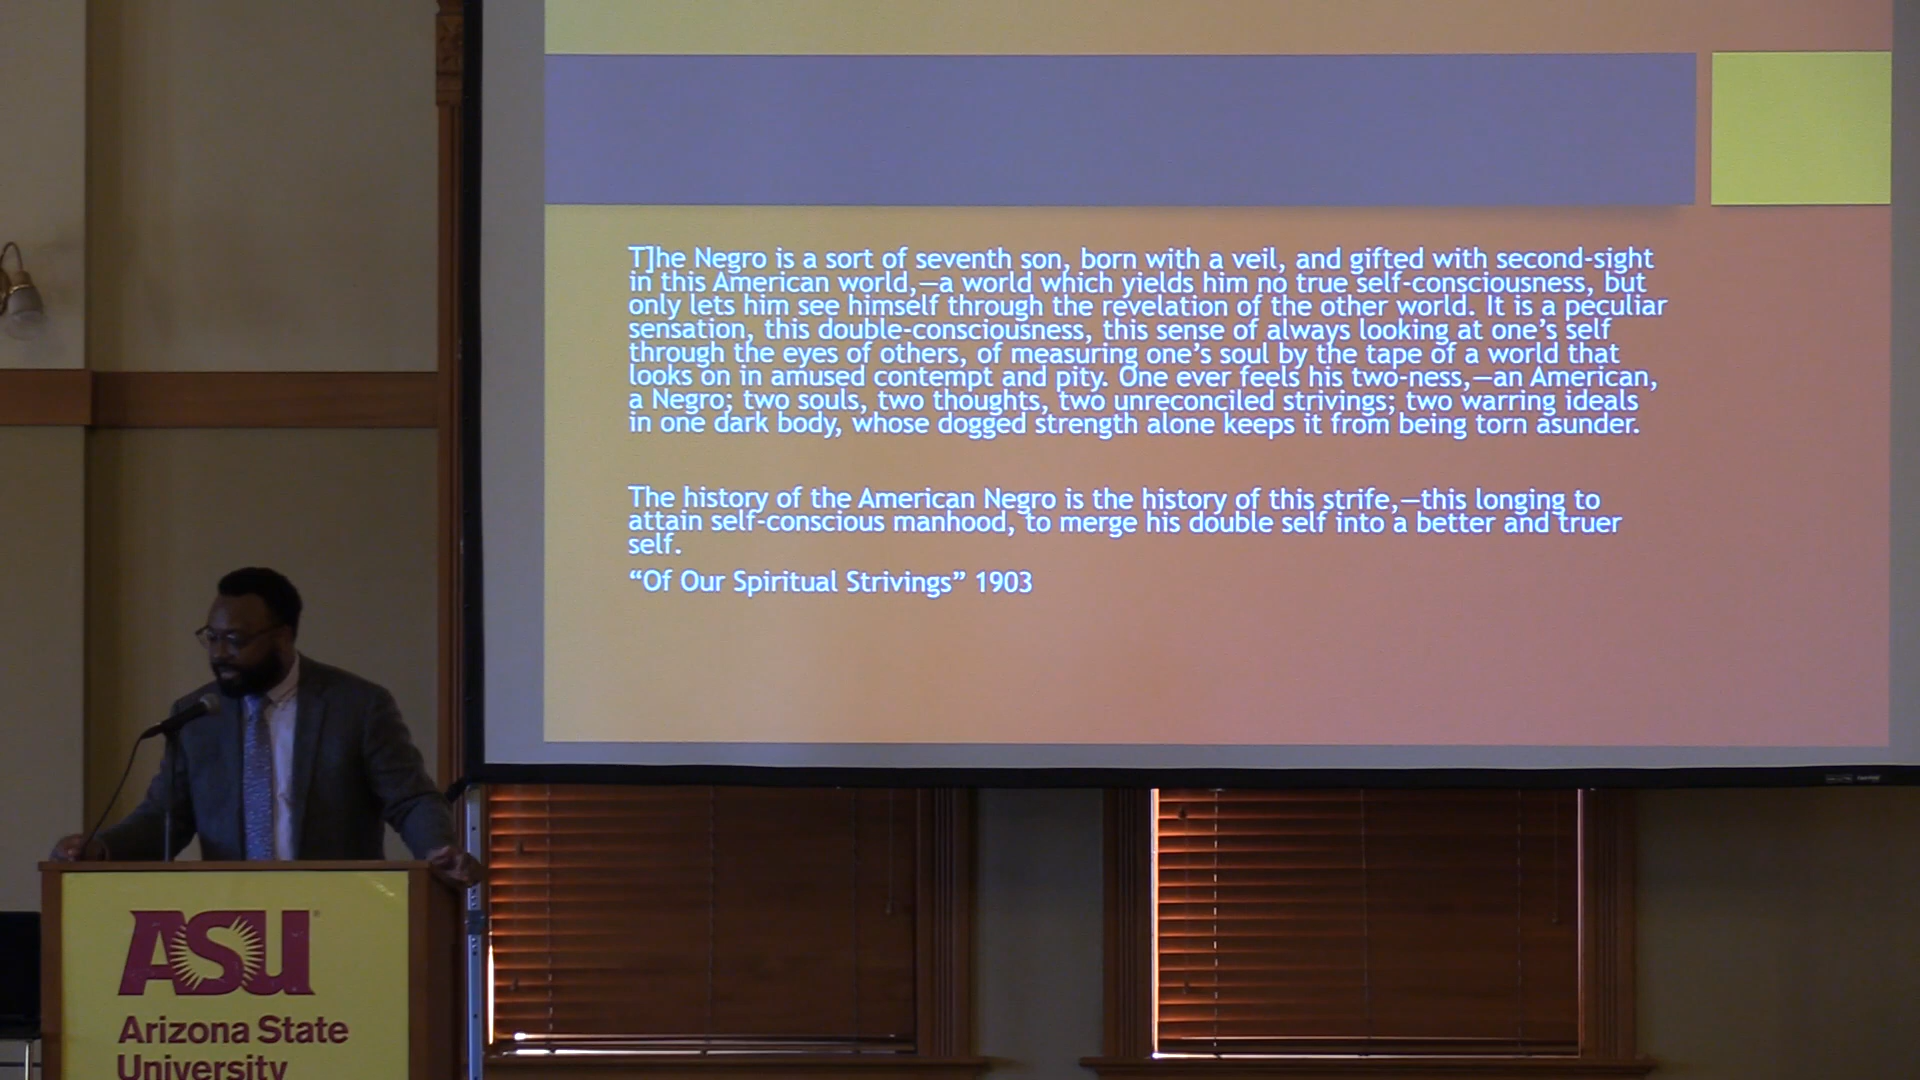 T]he Negro is a sort of seventh son, born with a veil, and gifted with second-sight
in this American world,—a world which yields him no true self-consciousness, but
only lets him see himself through the revelation of the other world. It is a peculiar
sensation, this double-consciousness, this sense of always looking at one’s self
through the eyes of others, of measuring one’s soul by the tape of a world that
looks on in amused contempt and pity. One ever feels his two-ness,—an American,
a Negro; two souls, two thoughts, two unreconciled strivings; two warring ideals
in one dark body, whose dogged strength alone keeps it from being torn asunder.
The history of the American Negro is the history of this strife,—this longing to
attain self-conscious manhood, to merge his double self into a better and truer
self.
“Of Our Spiritual Strivings” 1903
ASU
Arizona State
University